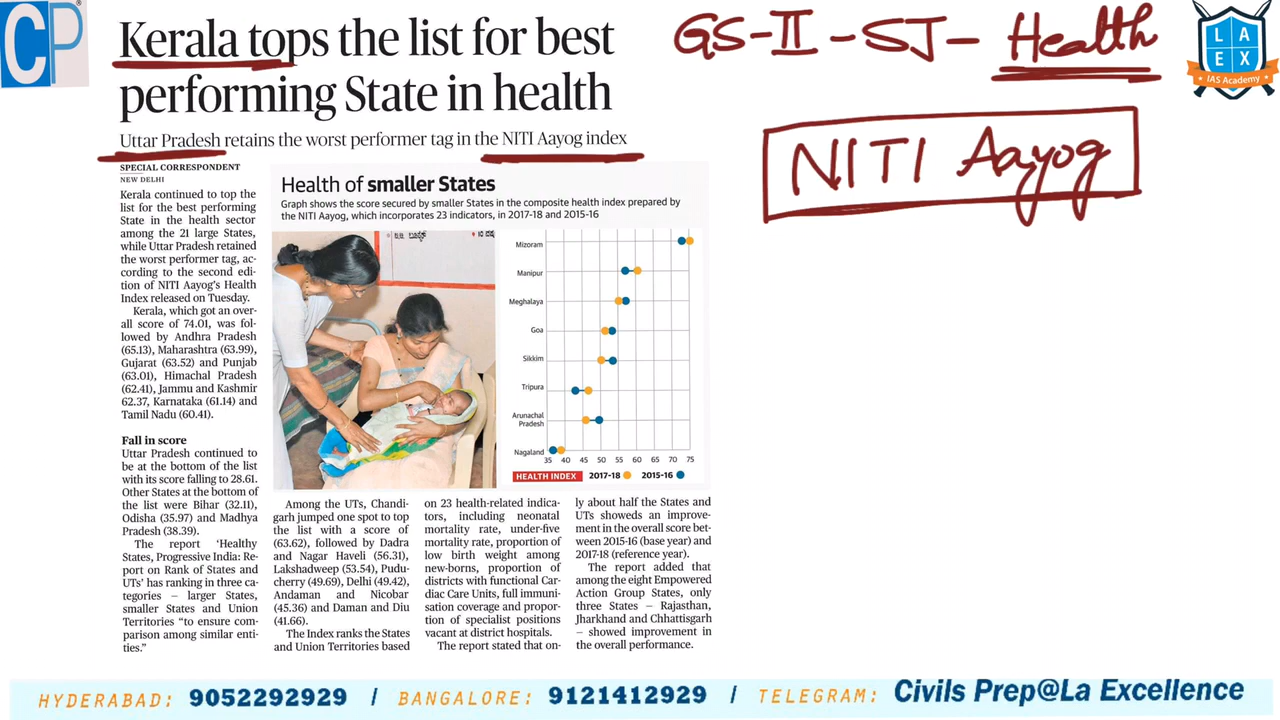 CP
Kerala tops the list for best
performing State in health
Uttar Pradesh retains the worst performer tag in the NITI Aayog index
SPECIAL CORRESPONDENT
NEW DELHI
Kerala continued to top the
list for the best performing
State in the health sector
among the 21 large States,
while Uttar Pradesh retained
the worst performer tag, ac-
cording to the second edi-
tion of NITI Aayog's Health
Index released on Tuesday.
Kerala, which got an over-
all score of 74.01, was fol-
lowed by Andhra Pradesh
(65.13), Maharashtra (63.99),
Gujarat (63.52) and Punjab
(63.01), Himachal Pradesh
(62.41), Jammu and Kashmir
62.37, Karnataka (61.14) and
Tamil Nadu (60.41).
Fall in score
Uttar Pradesh continued to
be at the bottom of the list
with its score falling to 28.61.
Other States at the bottom of
the list were Bihar (32.11),
Odisha (35.97) and Madhya
Pradesh (38.39).
The report ‘Healthy
States, Progressive India: Re-
port on Rank of States and
UTs’ has ranking in three ca-
tegories – larger States,
smaller States and Union
Territories “to ensure com-
parison among similar enti-
ties.”
Health of smaller States
Graph shows the score secured by smaller States in the composite health index prepared by
the NITI Aayog, which incorporates 23 indicators, in 2017-18 and 2015-16
Mizoram
Manipur
Meghalaya
Goa
Sikkim
Tripura
Arunachal
Pradesh
Nagaland
35 40 45 50 55 60 65 70 75
HEALTH INDEX 2017-18 2015-16
Among the UTs, Chandi-
garh jumped one spot to top
the list with a score of
(63.62), followed by Dadra
and Nagar Haveli (56.31),
Lakshadweep (53.54), Pudu-
cherry (49.69), Delhi (49.42),
Andaman and Nicobar
(45.36) and Daman and Diu
(41.66).
The Index ranks the States
and Union Territories based
on 23 health-related indica-
tors, including neonatal
mortality rate, under-five
mortality rate, proportion of
low birth weight among
new-borns, proportion of
districts with functional Car-
diac Care Units, full immuni-
sation coverage and propor-
tion of specialist positions
vacant at district hospitals.
The report stated that on-
ly about half the States and
UTs showeds an improve-
ment in the overall score bet-
ween 2015-16 (base year) and
2017-18 (reference year).
The report added that
among the eight Empowered
Action Group States, only
three States – Rajasthan,
Jharkhand and Chhattisgarh
– showed improvement in
the overall performance.
GS-II-SJ- Health
NITI Aayog
LA
EX
IAS Academy
HYDERABAD: 9052292929 / BANGALORE: 9121412929 / TELEGRAM: Civils Prep@La Excellence